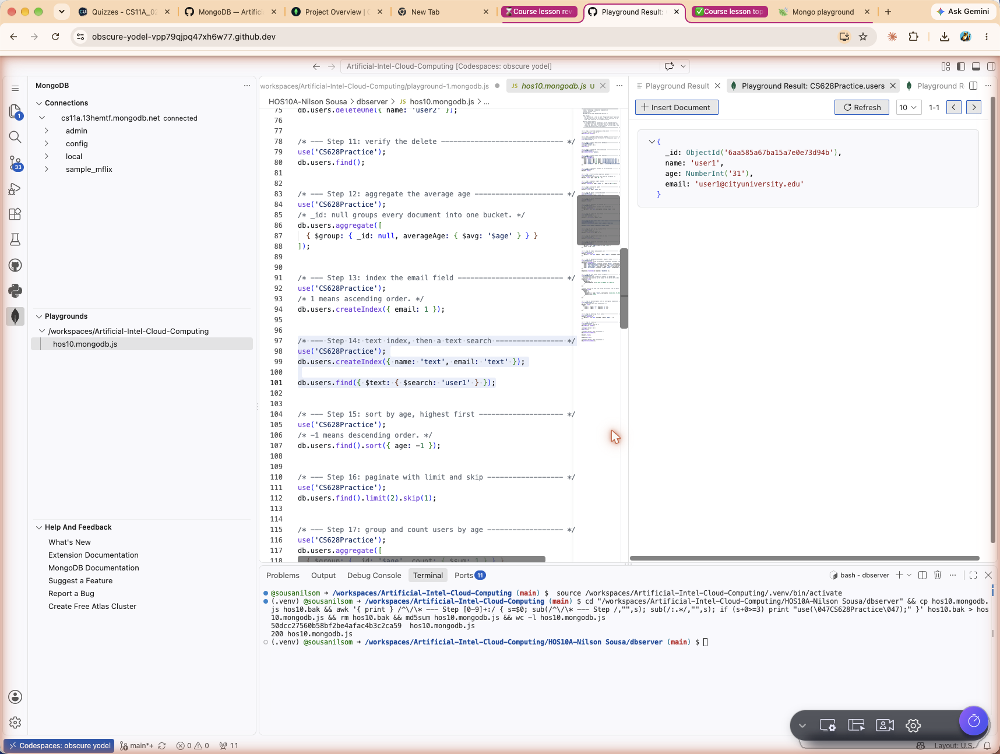 Quizzes - CS11A_02
MongoDB — Artific
Project Overview |
New Tab
⌛Course lesson rev
Playground Result:
✅Course lesson top
Mongo playground
Ask Gemini
obscure-yodel-vpp79qjpq47xh6w77.github.dev
Artificial-Intel-Cloud-Computing [Codespaces: obscure yodel]
MongoDB
Connections
cs11a.13hemtf.mongodb.net connected
admin
config
local
sample_mflix
Playgrounds
/workspaces/Artificial-Intel-Cloud-Computing
hos10.mongodb.js
Help And Feedback
What's New
Extension Documentation
MongoDB Documentation
Suggest a Feature
Report a Bug
Create Free Atlas Cluster
1
33
workspaces/Artificial-Intel-Cloud-Computing/playground-1.mongodb.js
JS hos10.mongodb.js U
HOS10A-Nilson Sousa > dbserver > JS hos10.mongodb.js > ...
75 db.users.deleteOne({ name: 'user2' });
76
77
78 /* --- Step 11: verify the delete ----------------------------- */
79 use('CS628Practice');
80 db.users.find();
81
82
83 /* --- Step 12: aggregate the average age --------------------- */
84 use('CS628Practice');
85 /* _id: null groups every document into one bucket. */
86 db.users.aggregate([
87 { $group: { _id: null, averageAge: { $avg: '$age' } } }
88 ]);
89
90
91 /* --- Step 13: index the email field ------------------------- */
92 use('CS628Practice');
93 /* 1 means ascending order. */
94 db.users.createIndex({ email: 1 });
95
96
97 /* --- Step 14: text index, then a text search ---------------- */
98 use('CS628Practice');
99 db.users.createIndex({ name: 'text', email: 'text' });
100
101 db.users.find({ $text: { $search: 'user1' } });
102
103
104 /* --- Step 15: sort by age, highest first -------------------- */
105 use('CS628Practice');
106 /* -1 means descending order. */
107 db.users.find().sort({ age: -1 });
108
109
110 /* --- Step 16: paginate with limit and skip ------------------ */
111 use('CS628Practice');
112 db.users.find().limit(2).skip(1);
113
114
115 /* --- Step 17: group and count users by age ------------------ */
116 use('CS628Practice');
117 db.users.aggregate([
118 { $group: { _id: '$age', count: { $sum: 1 } } }
Playground Result
Playground Result: CS628Practice.users
Playground R
Insert Document
Refresh
10
1-1
{
_id: ObjectId('6aa585a67ba15a7e0e73d94b'),
name: 'user1',
age: NumberInt('31'),
email: 'user1@cityuniversity.edu'
}
Problems
Output
Debug Console
Terminal
Ports 11
bash - dbserver
@sousanilsom → /workspaces/Artificial-Intel-Cloud-Computing (main) $ source /workspaces/Artificial-Intel-Cloud-Computing/.venv/bin/activate
(.venv) @sousanilsom → /workspaces/Artificial-Intel-Cloud-Computing (main) $ cd "/workspaces/Artificial-Intel-Cloud-Computing/HOS10A-Nilson Sousa/dbserver" && cp hos10.mongodb.
js hos10.bak && awk '{ print } /^\/\* --- Step [0-9]+:/ { s=$0; sub(/^\/\* --- Step /,"",s); sub(/:.*/,"",s); if (s+0>=3) print "use(\047CS628Practice\047);" }' hos10.bak > hos
10.mongodb.js && rm hos10.bak && md5sum hos10.mongodb.js && wc -l hos10.mongodb.js
50dcc27560b58bf2be4afac4b3c2ca59 hos10.mongodb.js
200 hos10.mongodb.js
(.venv) @sousanilsom → /workspaces/Artificial-Intel-Cloud-Computing/HOS10A-Nilson Sousa/dbserver (main) $
Codespaces: obscure yodel
main*+
0
0
11
Layout: U.S.